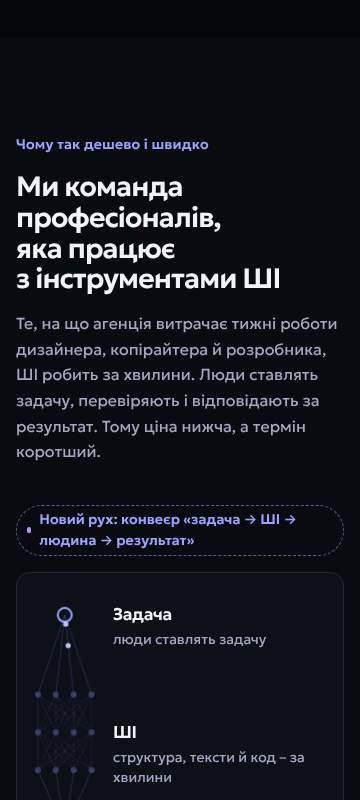 Чому так дешево і швидко
Ми команда
професіоналів,
яка працює
з інструментами ШІ
Те, на що агенція витрачає тижні роботи
дизайнера, копірайтера й розробника,
ШІ робить за хвилини. Люди ставлять
задачу, перевіряють і відповідають за
результат. Тому ціна нижча, а термін
коротший.
Новий рух: конвеєр «задача → ШІ →
людина → результат»
Задача
люди ставлять задачу
ШІ
структура, тексти й код – за
хвилини